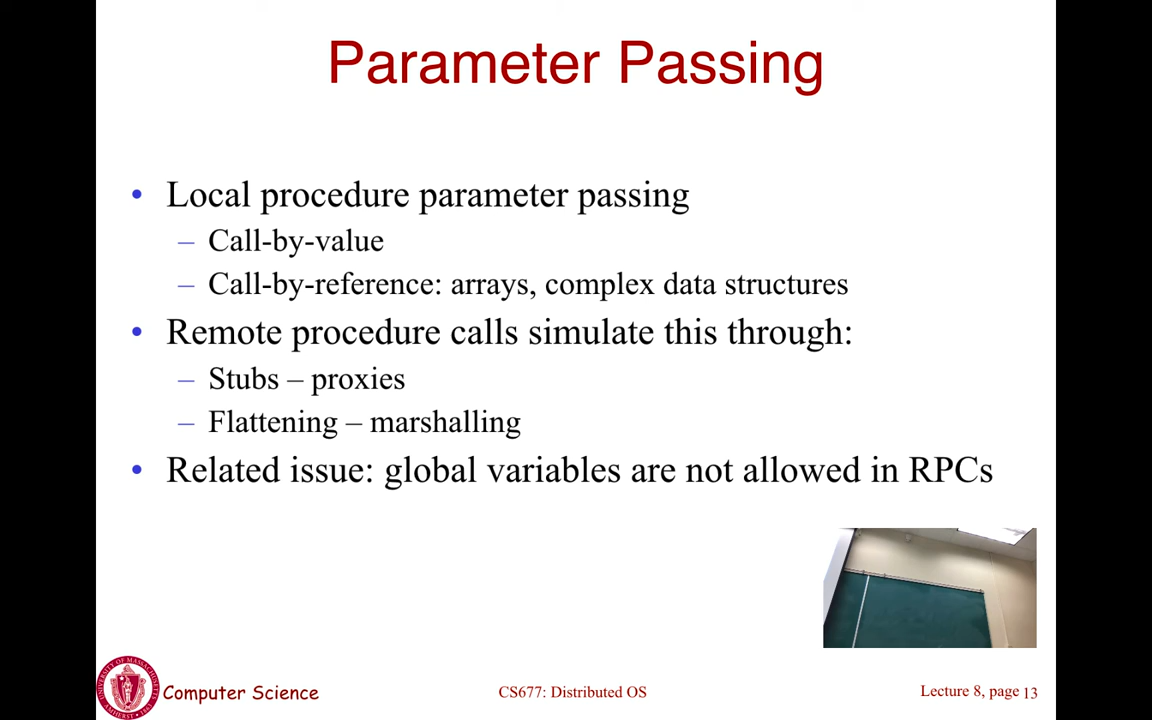 Parameter Passing
• Local procedure parameter passing
– Call-by-value
– Call-by-reference: arrays, complex data structures
• Remote procedure calls simulate this through:
– Stubs – proxies
– Flattening – marshalling
• Related issue: global variables are not allowed in RPCs
Computer Science
CS677: Distributed OS
Lecture 8, page 13